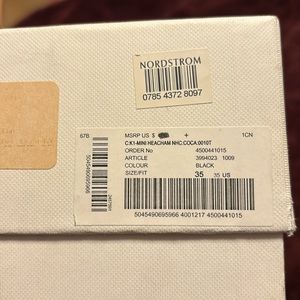 NORDSTROM
0785 4372 8097
67B
MSRP US $ +
1CN
C:K1-MINI:HEACHAM NHC:COCA:0010T
ORDER No 4500441015
ARTICLE 3994023 1009
COLOUR BLACK
SIZE/FIT 35 35 US
5045490695966
5045490695966 4001217 4500441015